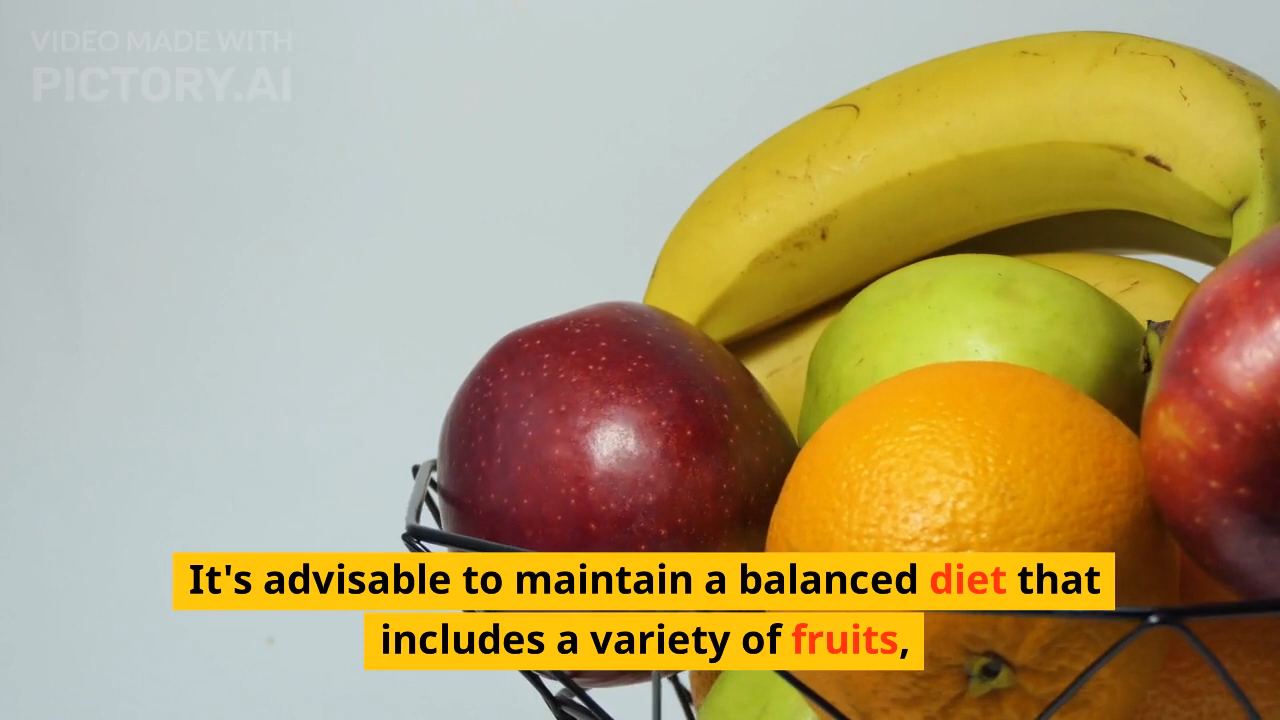 VIDEO MADE WITH
PICTORY.AI
It's advisable to maintain a balanced diet that
includes a variety of fruits,